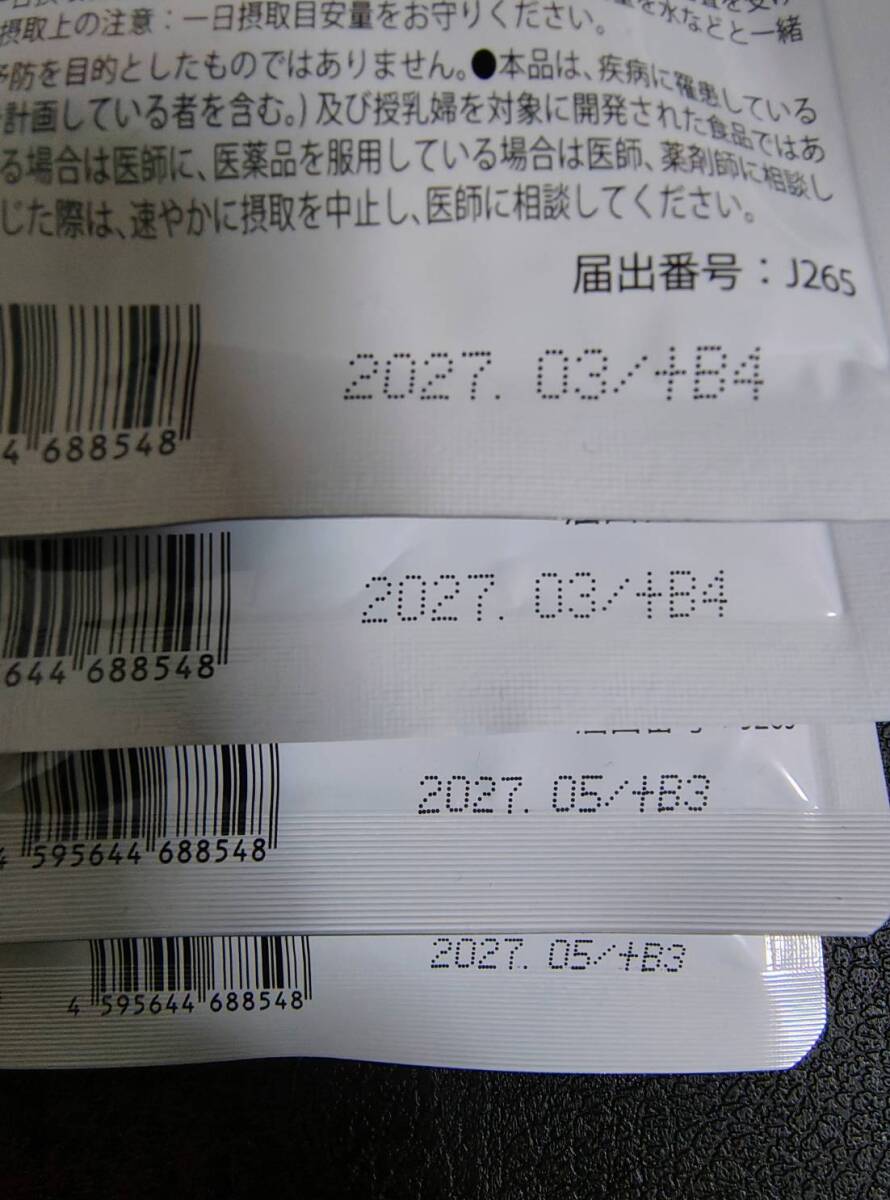 量を水などと一緒
摂取上の注意：一日摂取目安量をお守りください。
予防を目的としたものではありません。●本品は、疾病に罹患している
計画している者を含む。)及び授乳婦を対象に開発された食品ではあ
る場合は医師に、医薬品を服用している場合は医師、薬剤師に相談し
じた際は、速やかに摂取を中止し、医師に相談してください。
届出番号：J265
2027. 03/+B4
4 688548
2027. 03/+B4
644 688548
2027. 05/+B3
4 595644 688548
2027. 05/+B3
4 595644 688548